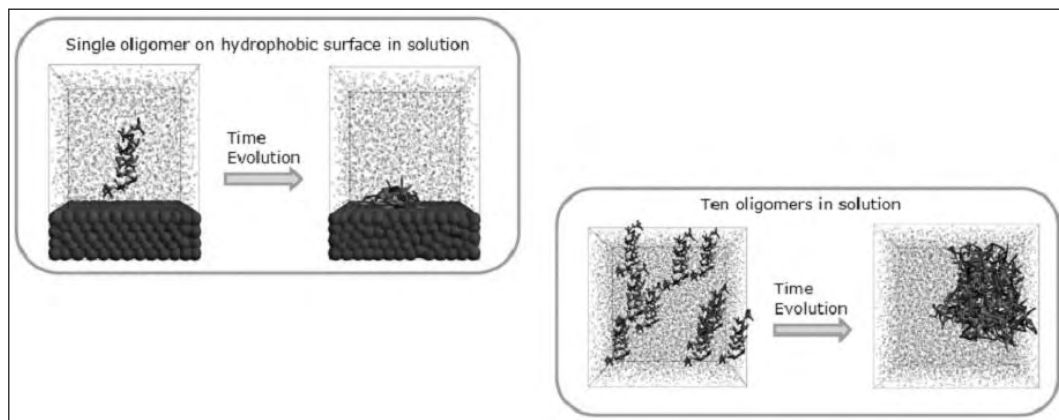 Single oligomer on hydrophobic surface in solution
Time
Evolution
Ten oligomers in solution
Time
Evolution